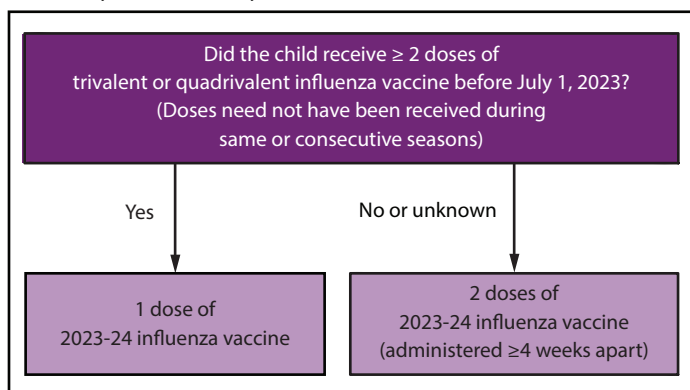 Did the child receive ≥ 2 doses of
trivalent or quadrivalent influenza vaccine before July 1, 2023?
(Doses need not have been received during
same or consecutive seasons)
Yes
No or unknown
1 dose of
2023-24 influenza vaccine
2 doses of
2023-24 influenza vaccine
(administered ≥4 weeks apart)